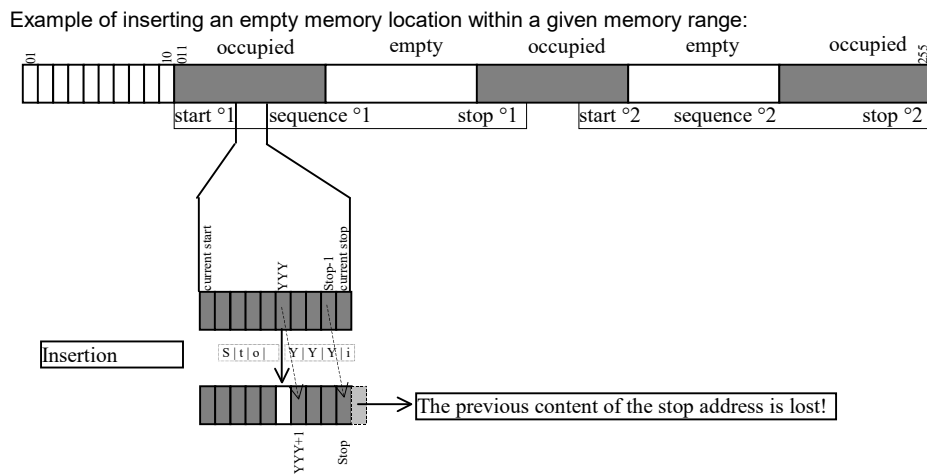 Example of inserting an empty memory location within a given memory range:
occupied empty occupied empty occupied
01 10 011 255
start °1 sequence °1 stop °1 start °2 sequence °2 stop °2
current start YYY Stop-1 current stop
Insertion
S|t|o| Y|Y|Y|i
The previous content of the stop address is lost!
YYY+1 Stop